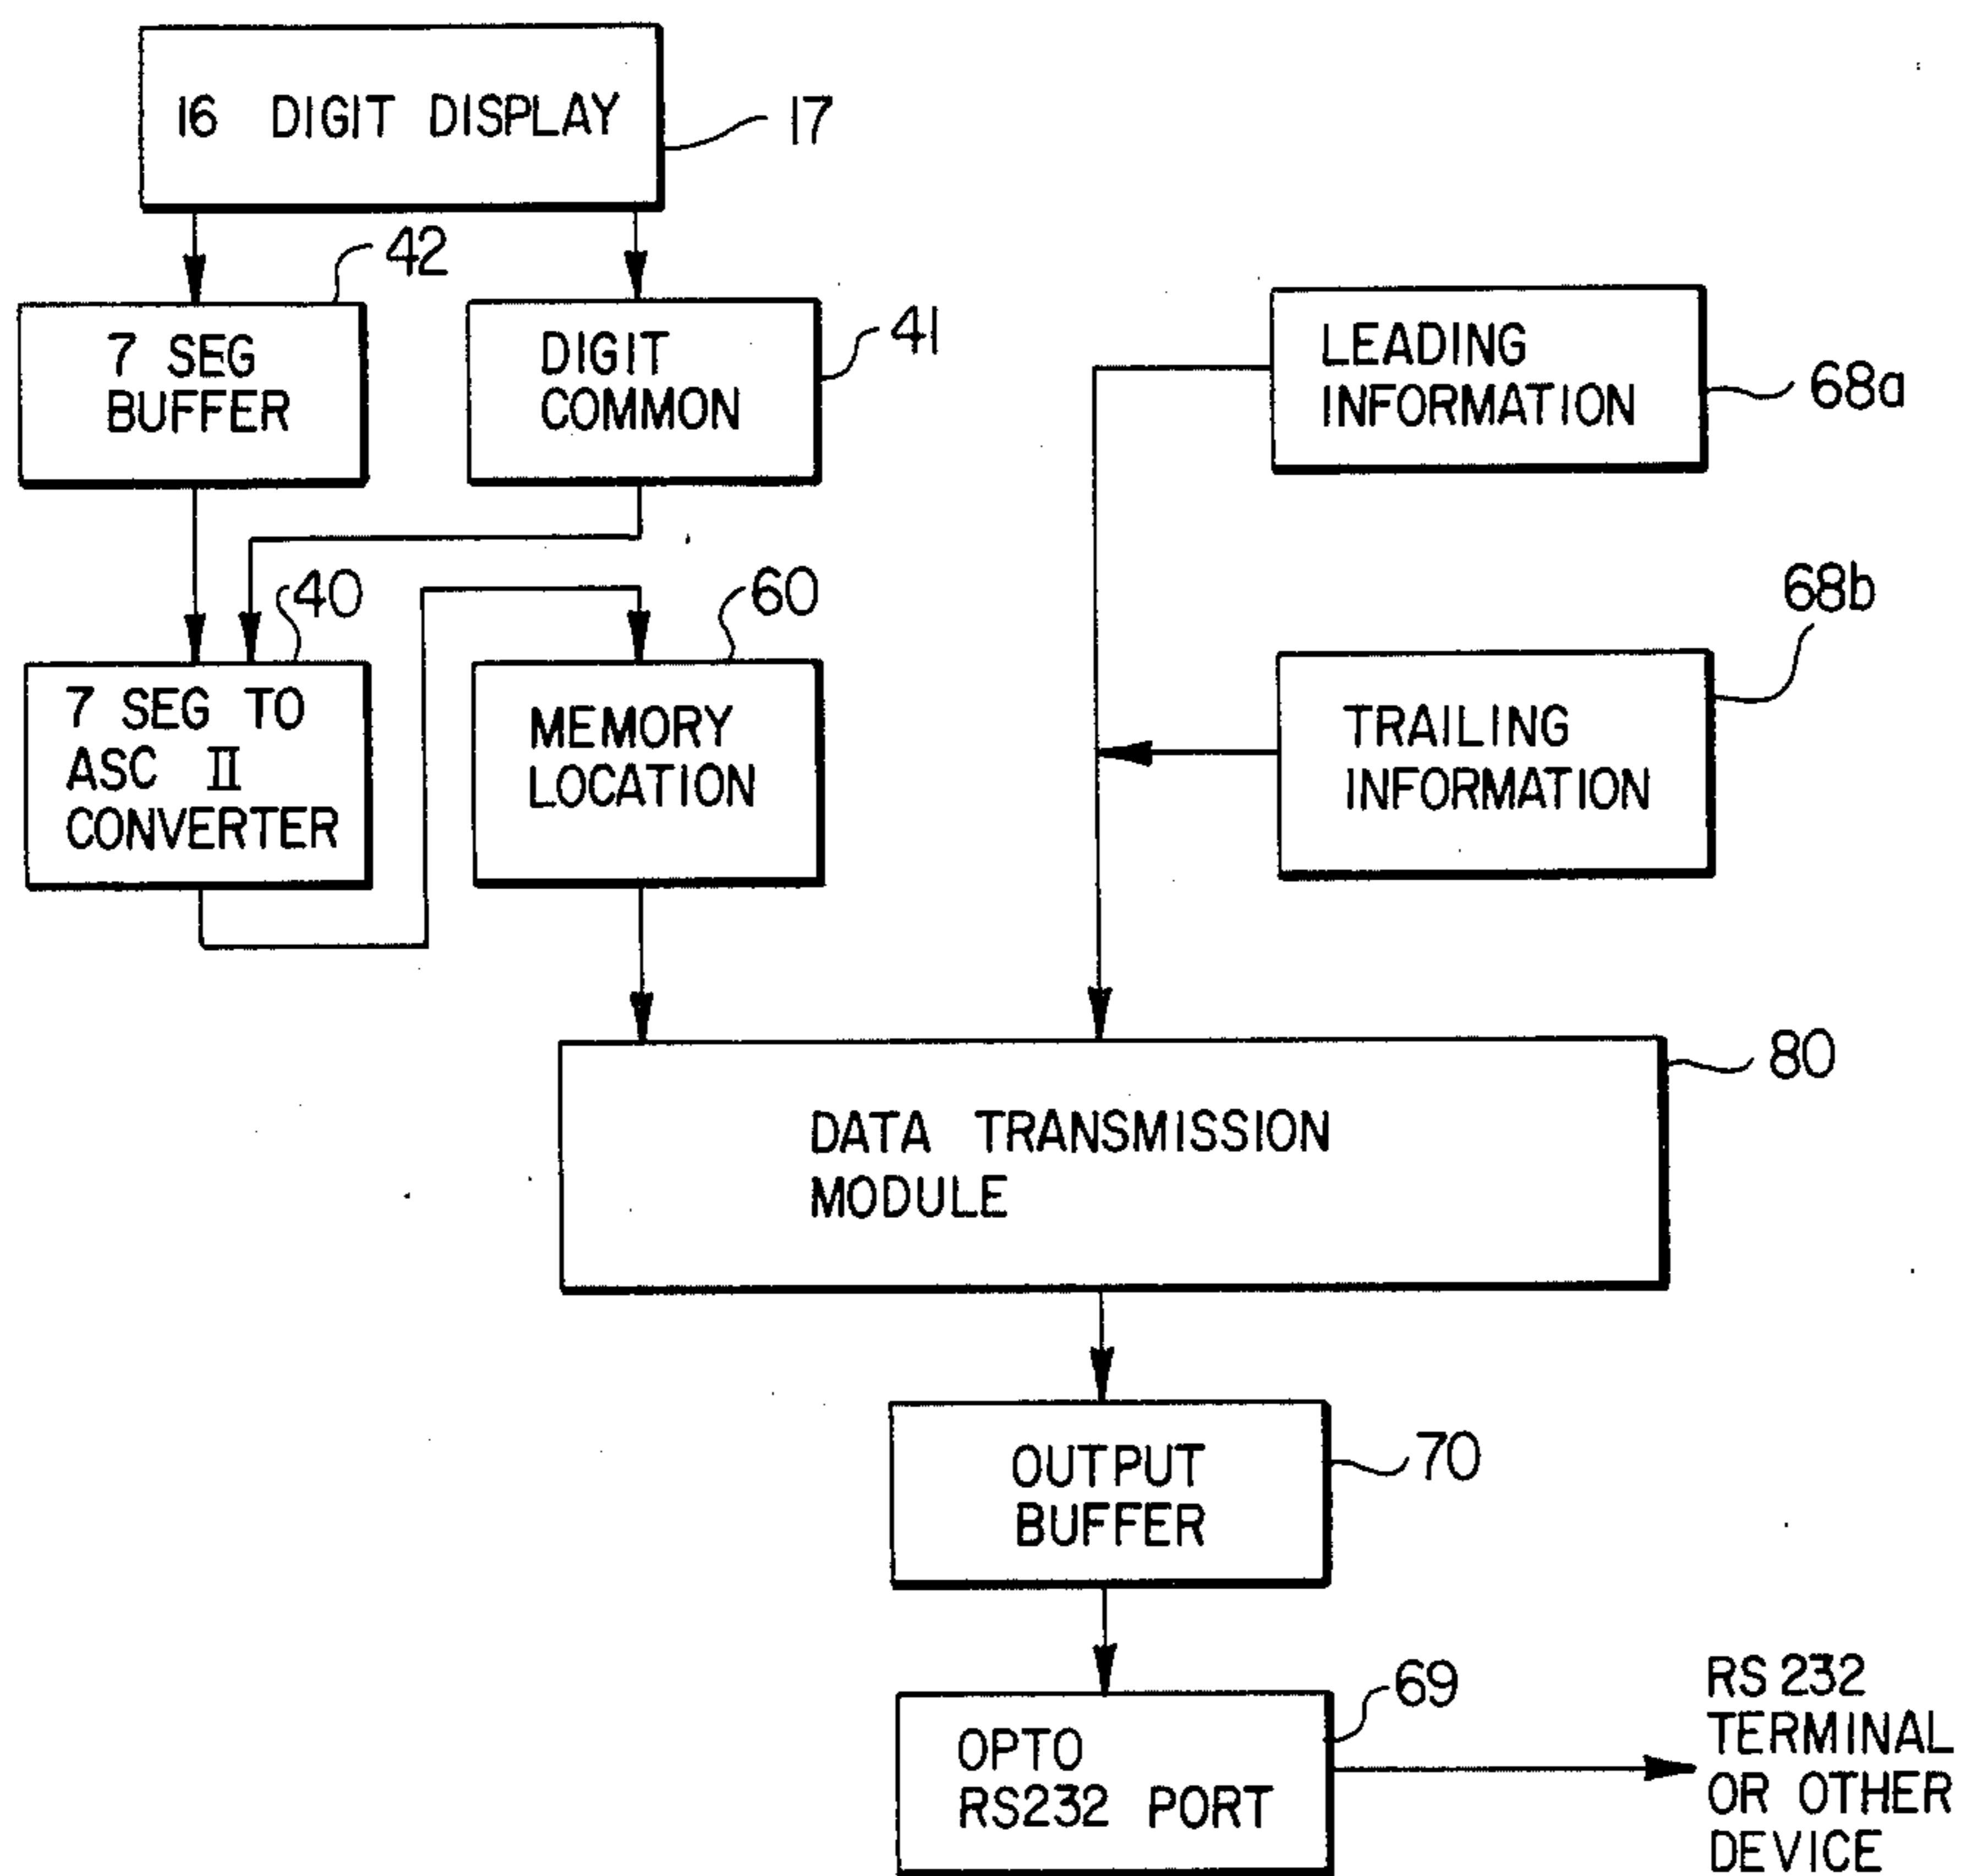 16 DIGIT DISPLAY
17
42
7 SEG
BUFFER
DIGIT
COMMON
41
LEADING
INFORMATION
68a
40
7 SEG TO
ASC II
CONVERTER
60
MEMORY
LOCATION
68b
TRAILING
INFORMATION
80
DATA TRANSMISSION
MODULE
OUTPUT
BUFFER
70
69
OPTO
RS232 PORT
RS 232
TERMINAL
OR OTHER
DEVICE